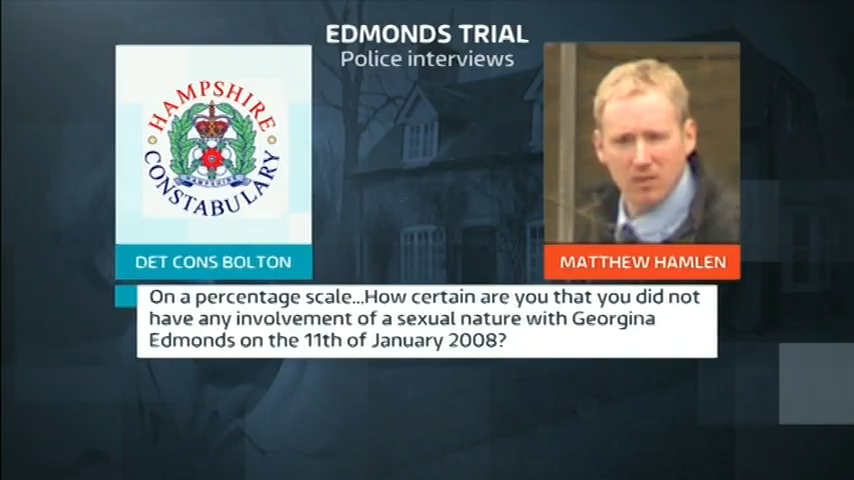 EDMONDS TRIAL
Police interviews
HAMPSHIRE
CONSTABULARY
HAMPSHIRE
DET CONS BOLTON
MATTHEW HAMLEN
On a percentage scale...How certain are you that you did not
have any involvement of a sexual nature with Georgina
Edmonds on the 11th of January 2008?